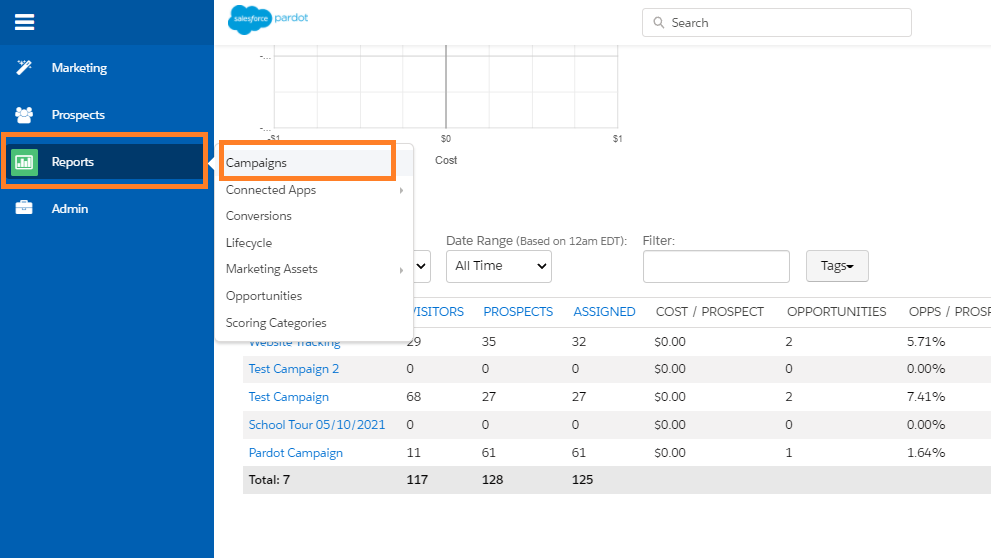 salesforce pardot
Search
Marketing
Prospects
Reports
Admin
-...
-...
-$1 $0 $1
Cost
Campaigns
Connected Apps
Conversions
Lifecycle
Marketing Assets
Opportunities
Scoring Categories
Date Range (Based on 12am EDT): Filter:
All Time Tags
VISITORS PROSPECTS ASSIGNED COST / PROSPECT OPPORTUNITIES OPPS / PROSP
Website Tracking 29 35 32 $0.00 2 5.71%
Test Campaign 2 0 0 0 $0.00 0 0.00%
Test Campaign 68 27 27 $0.00 2 7.41%
School Tour 05/10/2021 0 0 0 $0.00 0 0.00%
Pardot Campaign 11 61 61 $0.00 1 1.64%
Total: 7 117 128 125